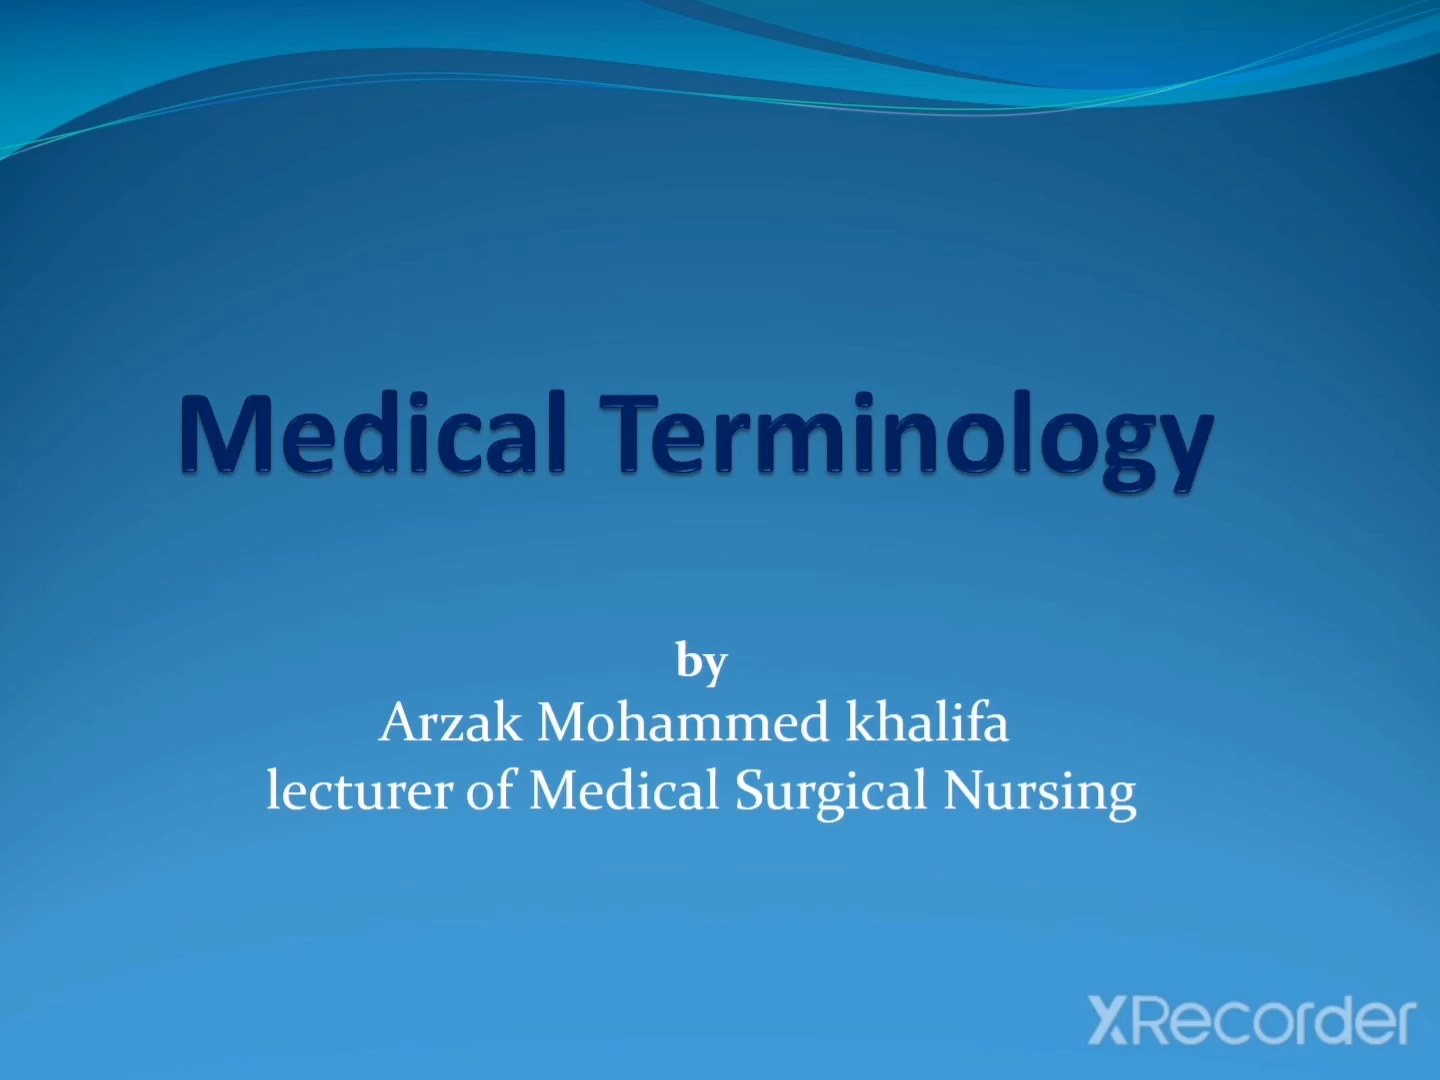 Medical Terminology
by
Arzak Mohammed khalifa
lecturer of Medical Surgical Nursing
XRecorder